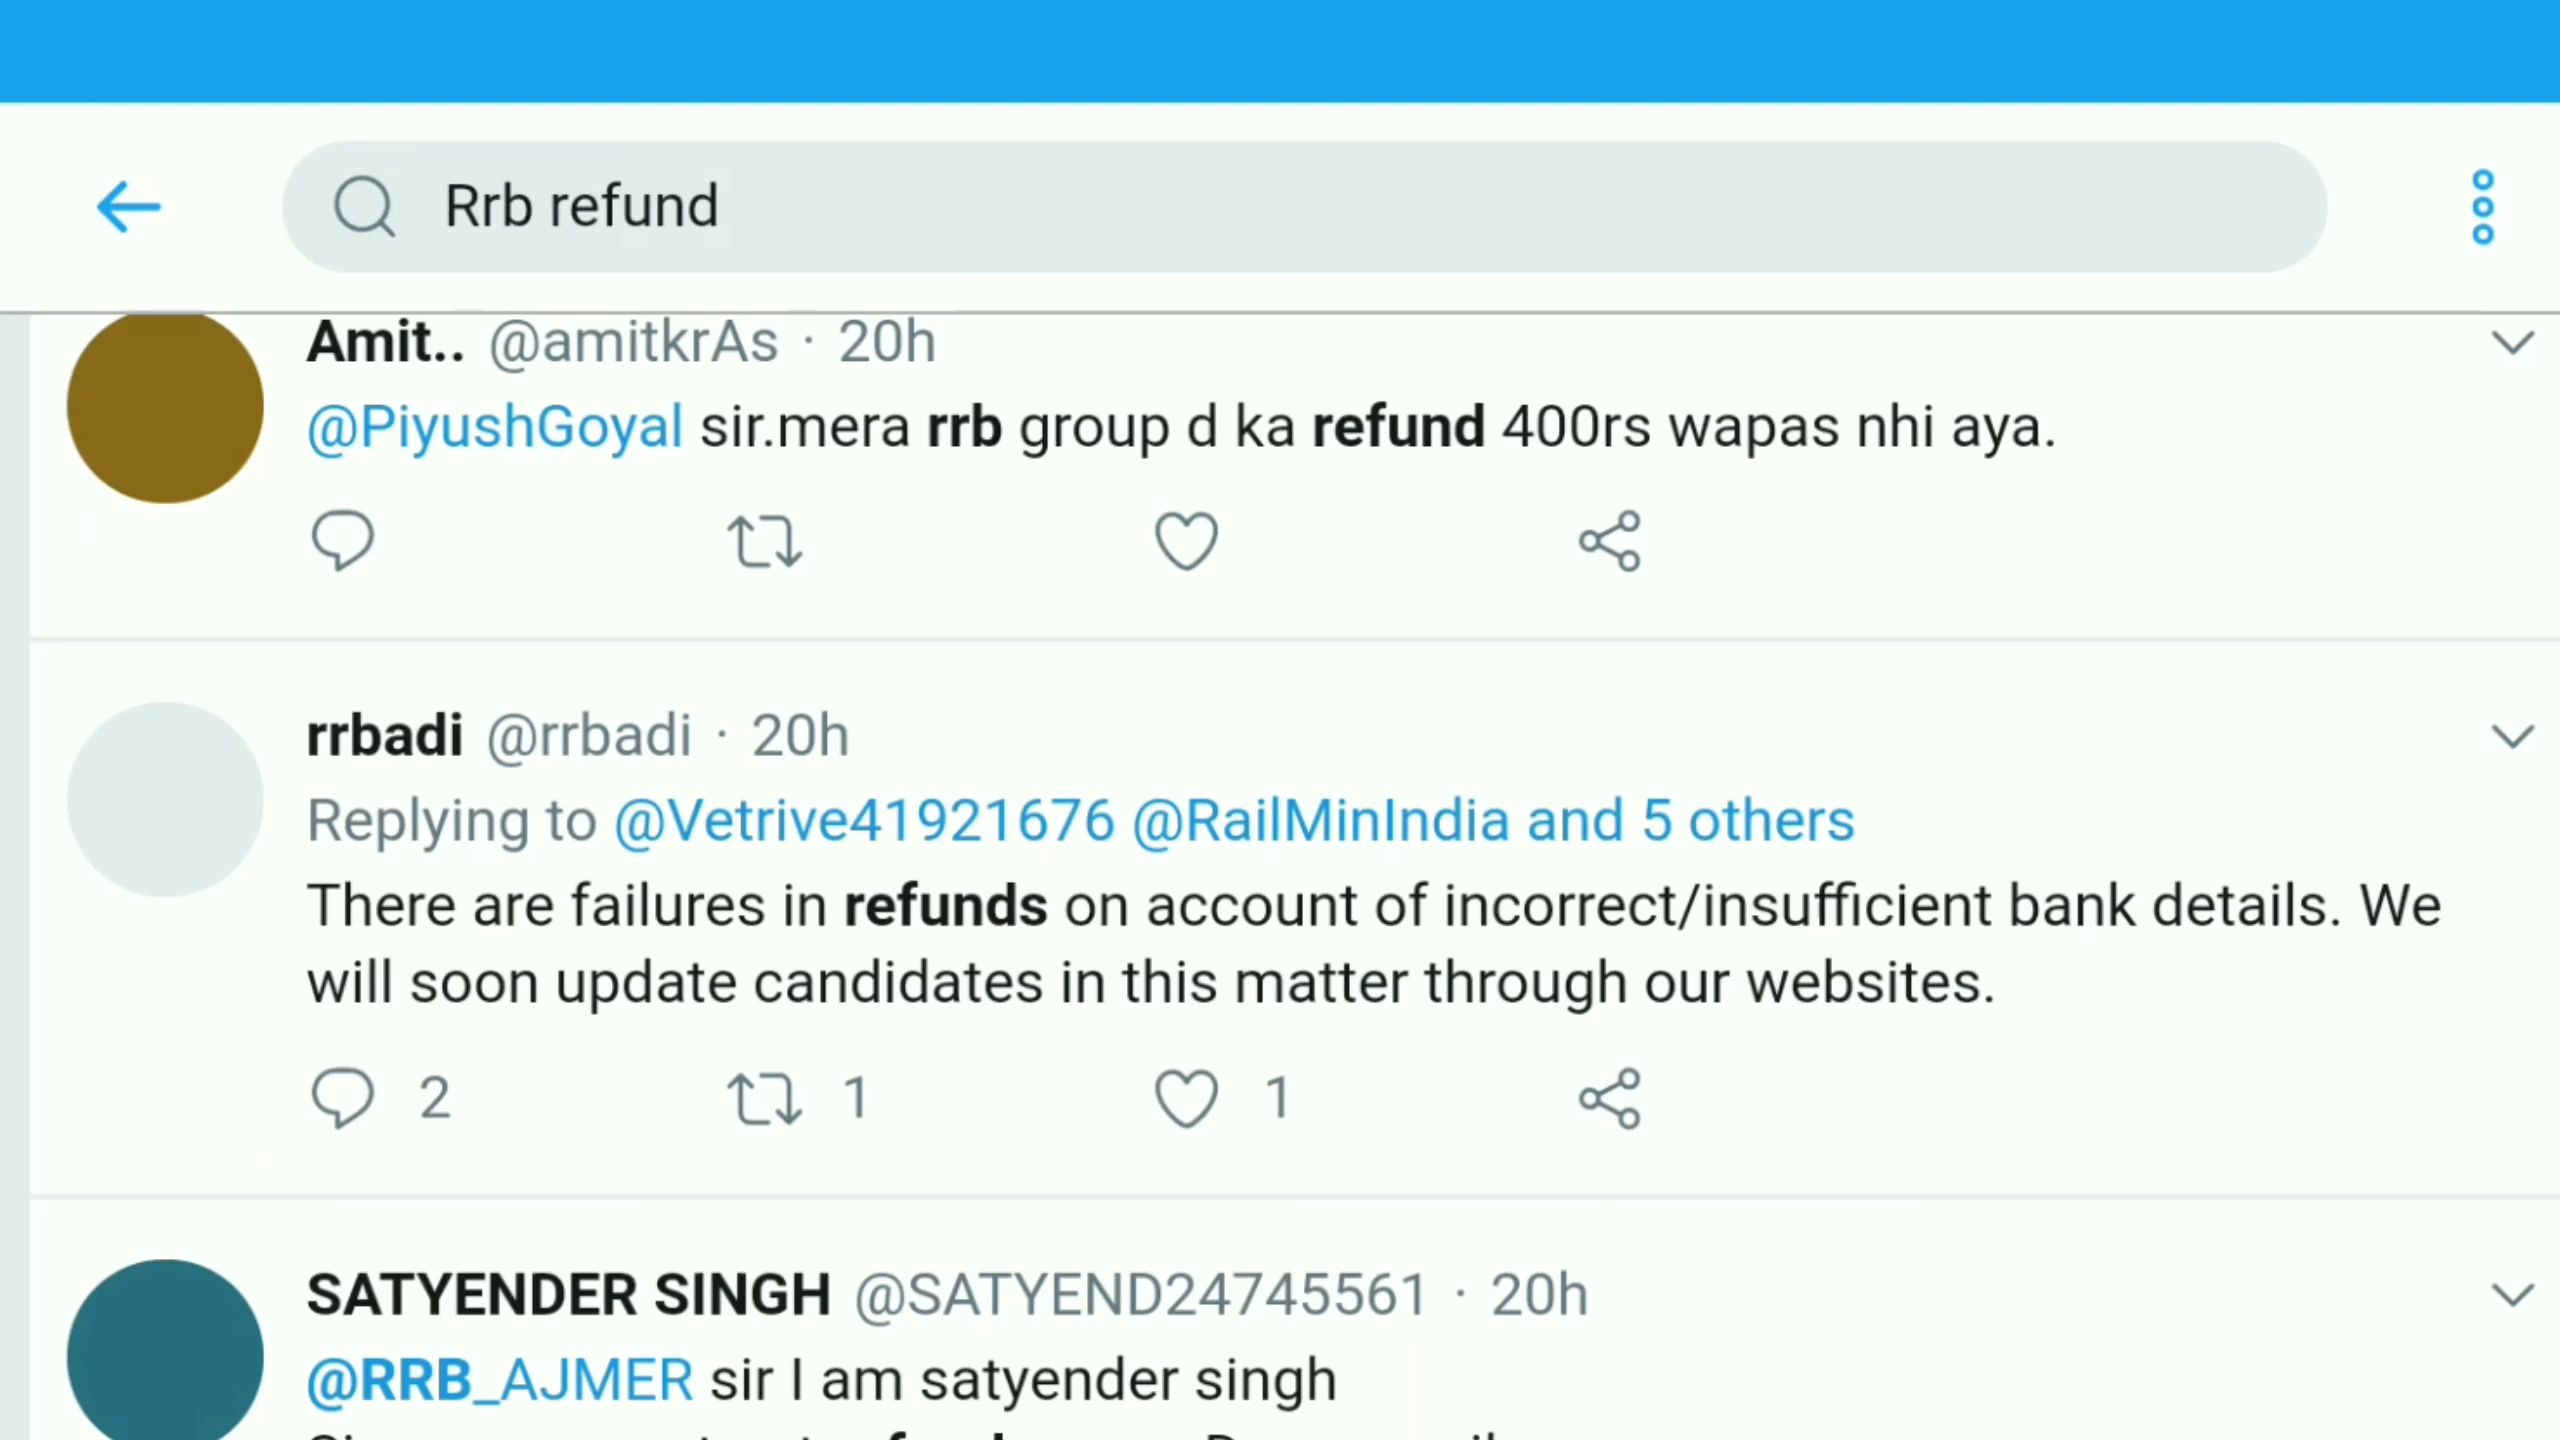 Rrb refund
Amit.. @amitkrAs · 20h
@PiyushGoyal sir.mera rrb group d ka refund 400rs wapas nhi aya.
rrbadi @rrbadi · 20h
Replying to @Vetrive41921676 @RailMinIndia and 5 others
There are failures in refunds on account of incorrect/insufficient bank details. We
will soon update candidates in this matter through our websites.
2 1 1
SATYENDER SINGH @SATYEND24745561 · 20h
@RRB_AJMER sir I am satyender singh